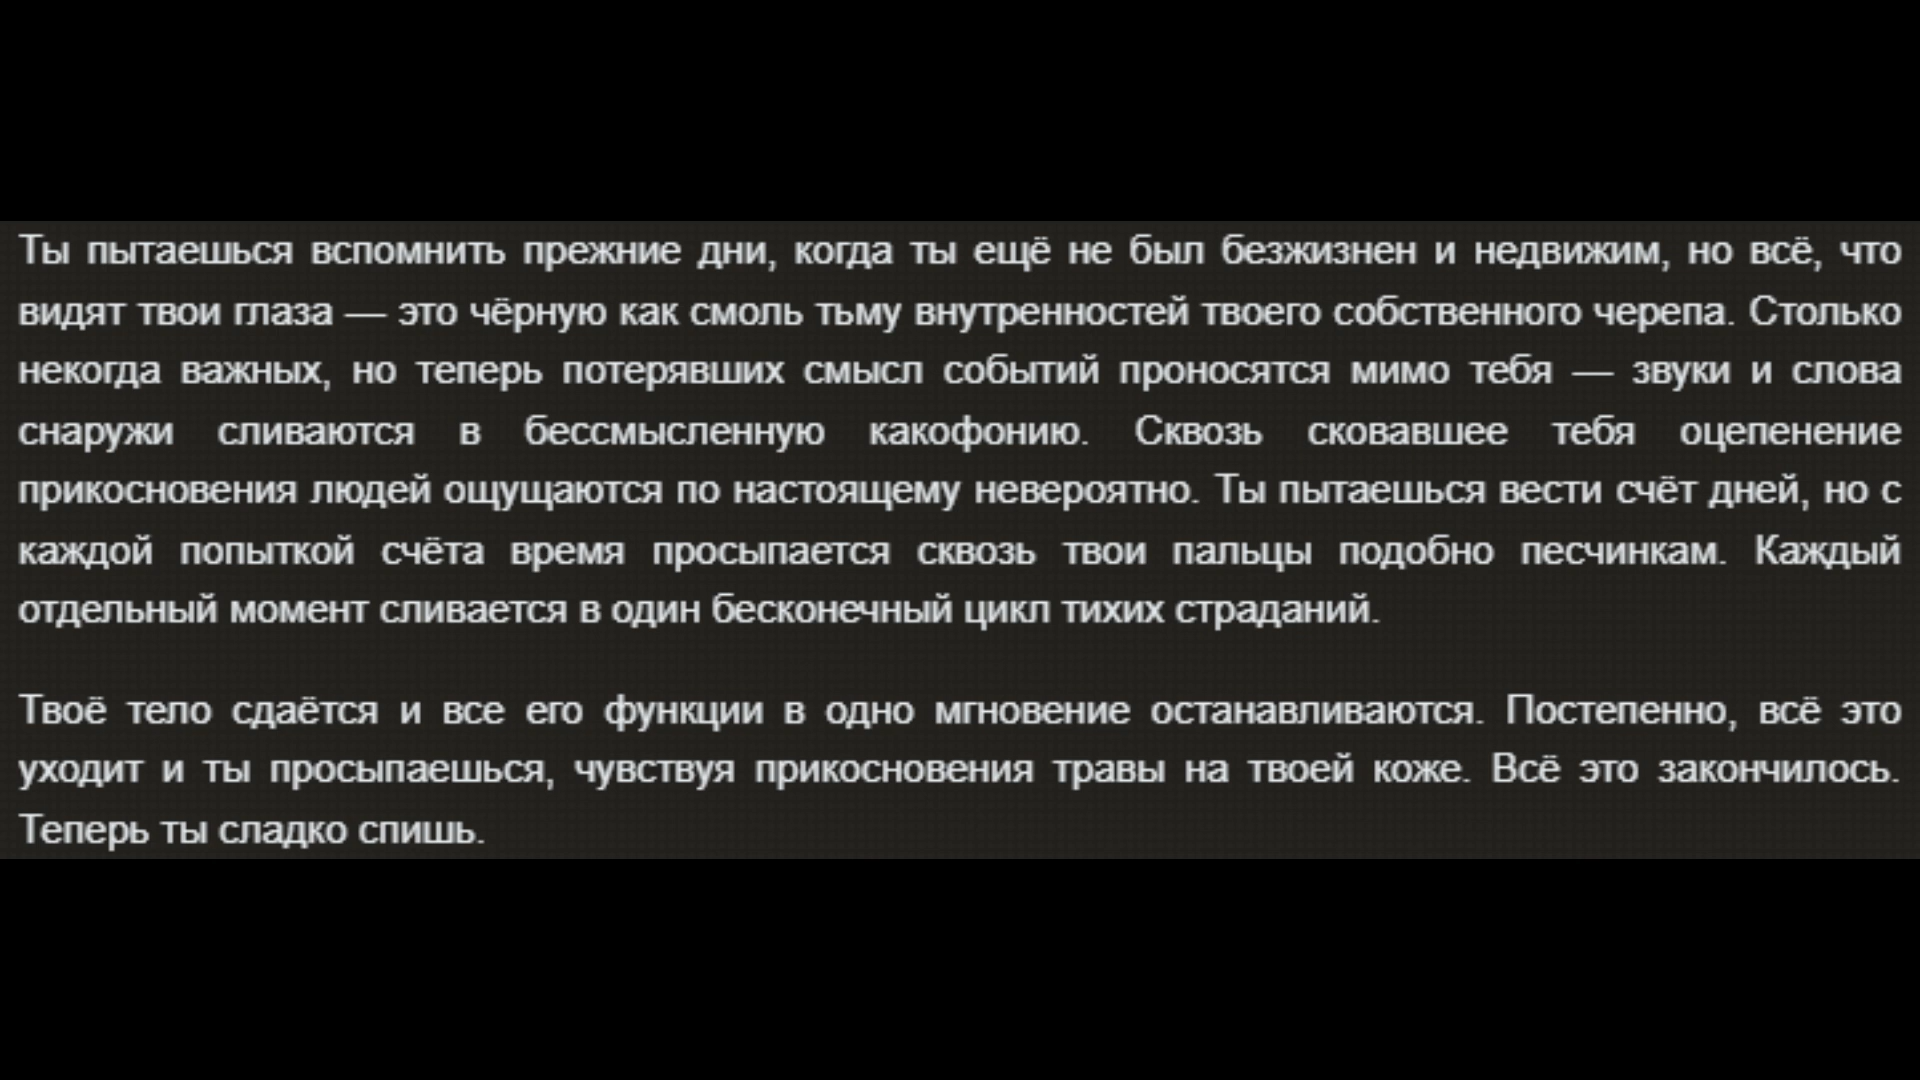 Ты пытаешься вспомнить прежние дни, когда ты ещё не был безжизнен и недвижим, но всё, что
видят твои глаза — это чёрную как смоль тьму внутренностей твоего собственного черепа. Столько
некогда важных, но теперь потерявших смысл событий проносятся мимо тебя — звуки и слова
снаружи сливаются в бессмысленную какофонию. Сквозь сковавшее тебя оцепенение
прикосновения людей ощущаются по настоящему невероятно. Ты пытаешься вести счёт дней, но с
каждой попыткой счёта время просыпается сквозь твои пальцы подобно песчинкам. Каждый
отдельный момент сливается в один бесконечный цикл тихих страданий.
Твоё тело сдаётся и все его функции в одно мгновение останавливаются. Постепенно, всё это
уходит и ты просыпаешься, чувствуя прикосновения травы на твоей коже. Всё это закончилось.
Теперь ты сладко спишь.